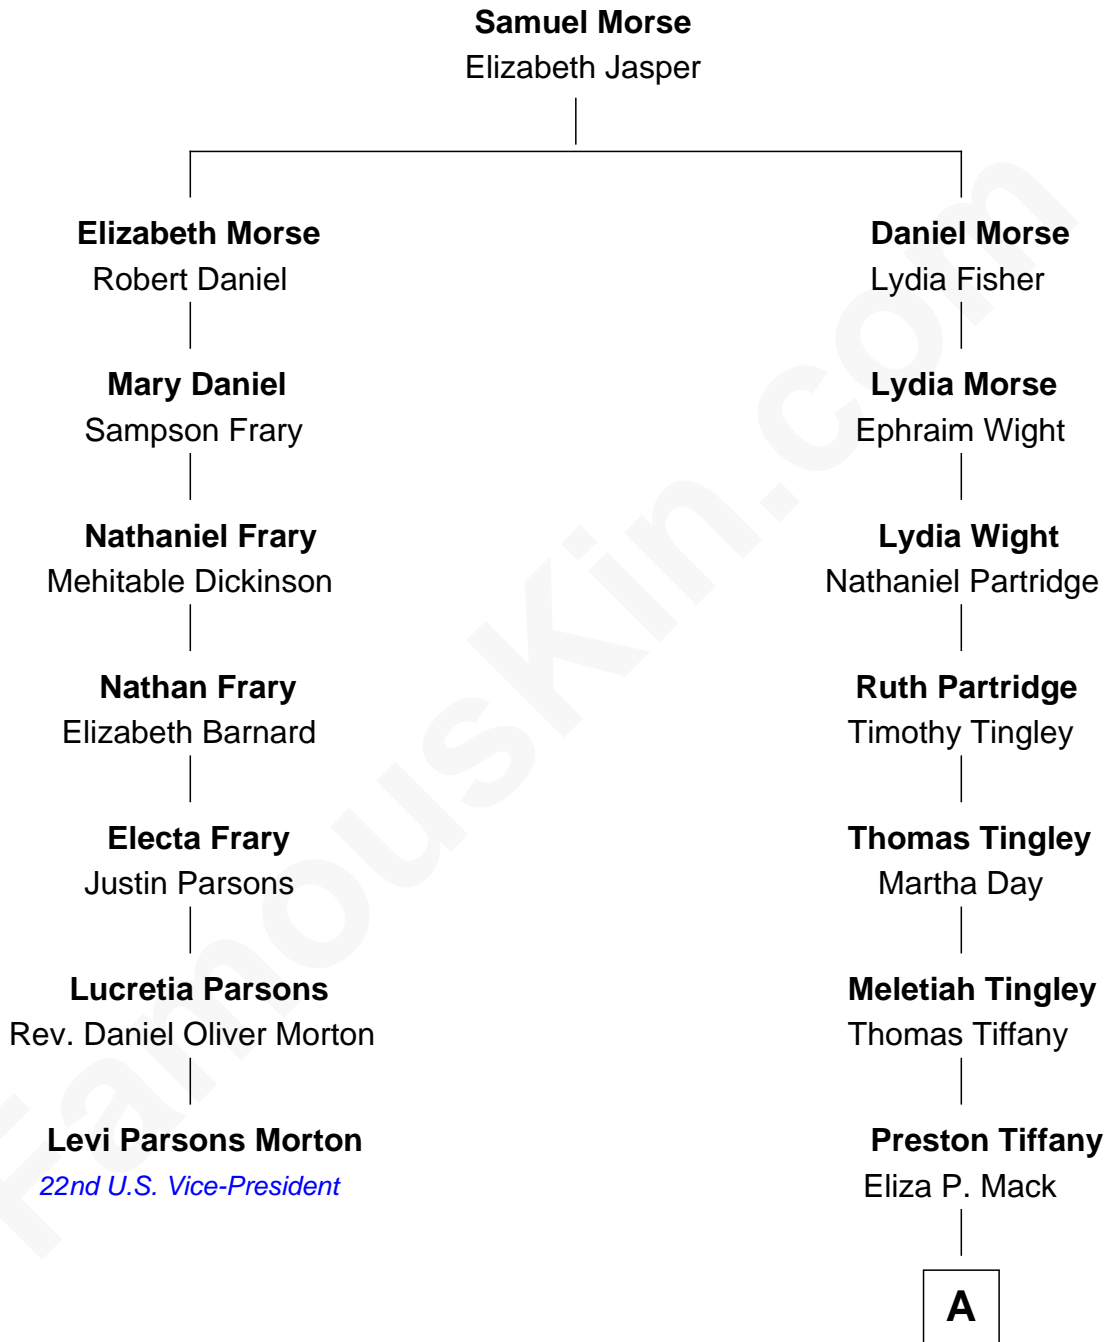 Samuel Morse
Elizabeth Jasper
Elizabeth Morse
Robert Daniel
Daniel Morse
Lydia Fisher
Mary Daniel
Sampson Frary
Lydia Morse
Ephraim Wight
Nathaniel Frary
Mehitable Dickinson
Lydia Wight
Nathaniel Partridge
Nathan Frary
Elizabeth Barnard
Ruth Partridge
Timothy Tingley
Electa Frary
Justin Parsons
Thomas Tingley
Martha Day
Lucretia Parsons
Rev. Daniel Oliver Morton
Meletiah Tingley
Thomas Tiffany
Levi Parsons Morton
22nd U.S. Vice-President
Preston Tiffany
Eliza P. Mack
A
FamousKin.com